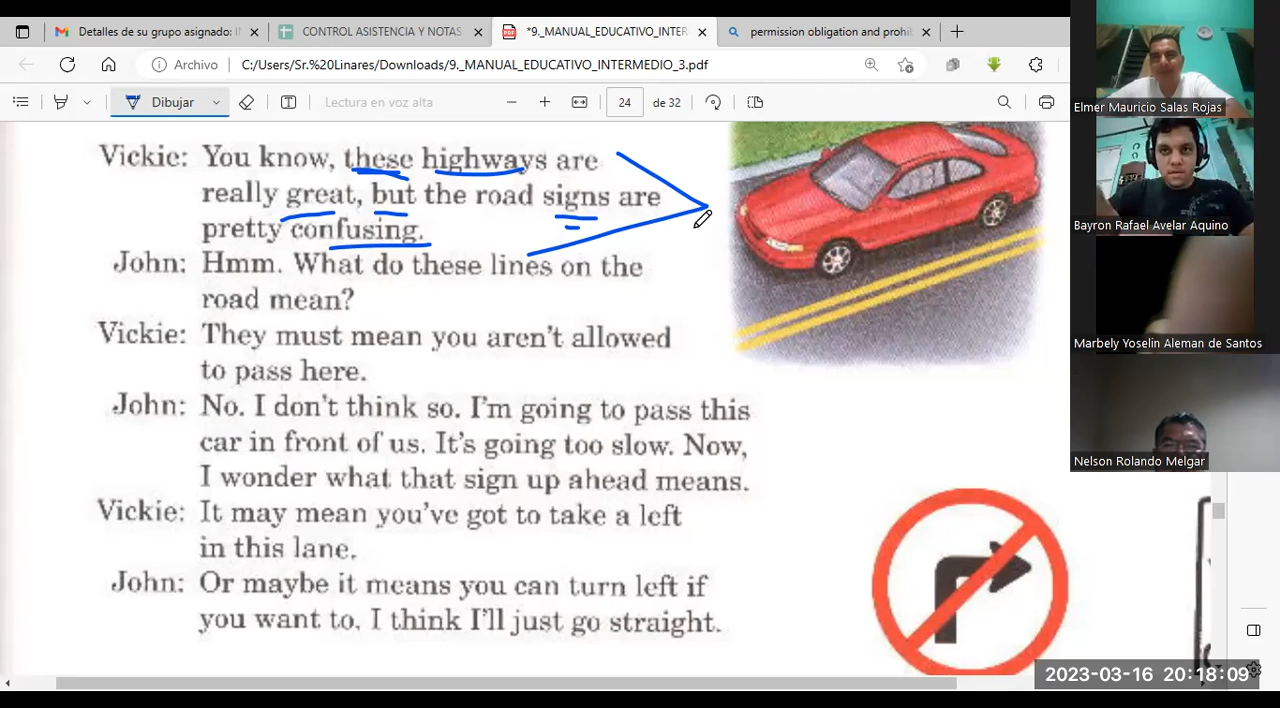 Detalles de su grupo asignado: I
CONTROL ASISTENCIA Y NOTAS
*9._MANUAL_EDUCATIVO_INTER
permission obligation and prohi
Archivo
C:/Users/Sr.%20Linares/Downloads/9._MANUAL_EDUCATIVO_INTERMEDIO_3.pdf
Dibujar
Lectura en voz alta
24
de 32
Vickie: You know, these highways are
really great, but the road signs are
pretty confusing.
John: Hmm. What do these lines on the
road mean?
Vickie: They must mean you aren't allowed
to pass here.
John: No. I don't think so. I'm going to pass this
car in front of us. It's going too slow. Now,
I wonder what that sign up ahead means.
Vickie: It may mean you've got to take a left
in this lane.
John: Or maybe it means you can turn left if
you want to. I think I'll just go straight.
Elmer Mauricio Salas Rojas
Bayron Rafael Avelar Aquino
Marbely Yoselin Aleman de Santos
Nelson Rolando Melgar
2023-03-16 20:18:09